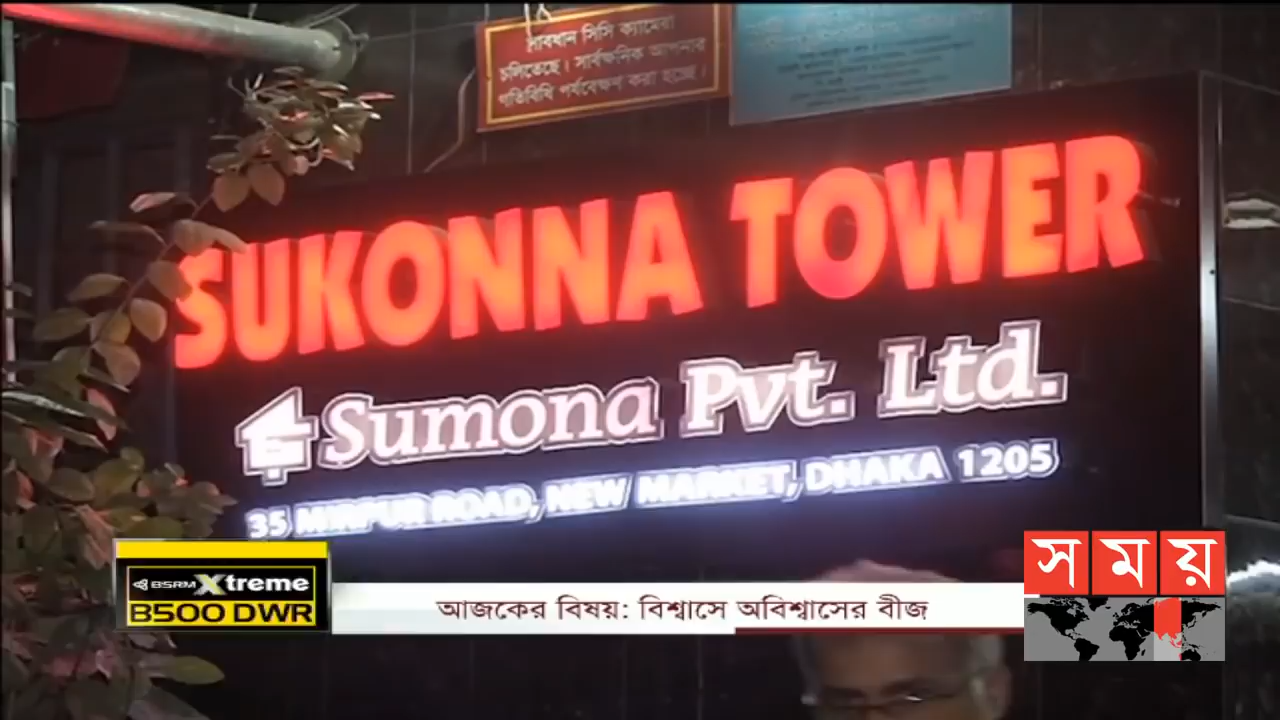 সাবধান সিসি ক্যামেরা
চলিতেছে। সার্বক্ষনিক আপনার
গতিবিধি পর্যবেক্ষণ করা হচ্ছে।
SUKONNA TOWER
Sumona Pvt. Ltd.
35 MIRPUR ROAD, NEW MARKET, DHAKA 1205
BSRM Xtreme
B500 DWR
আজকের বিষয়: বিশ্বাসে অবিশ্বাসের বীজ
সময়